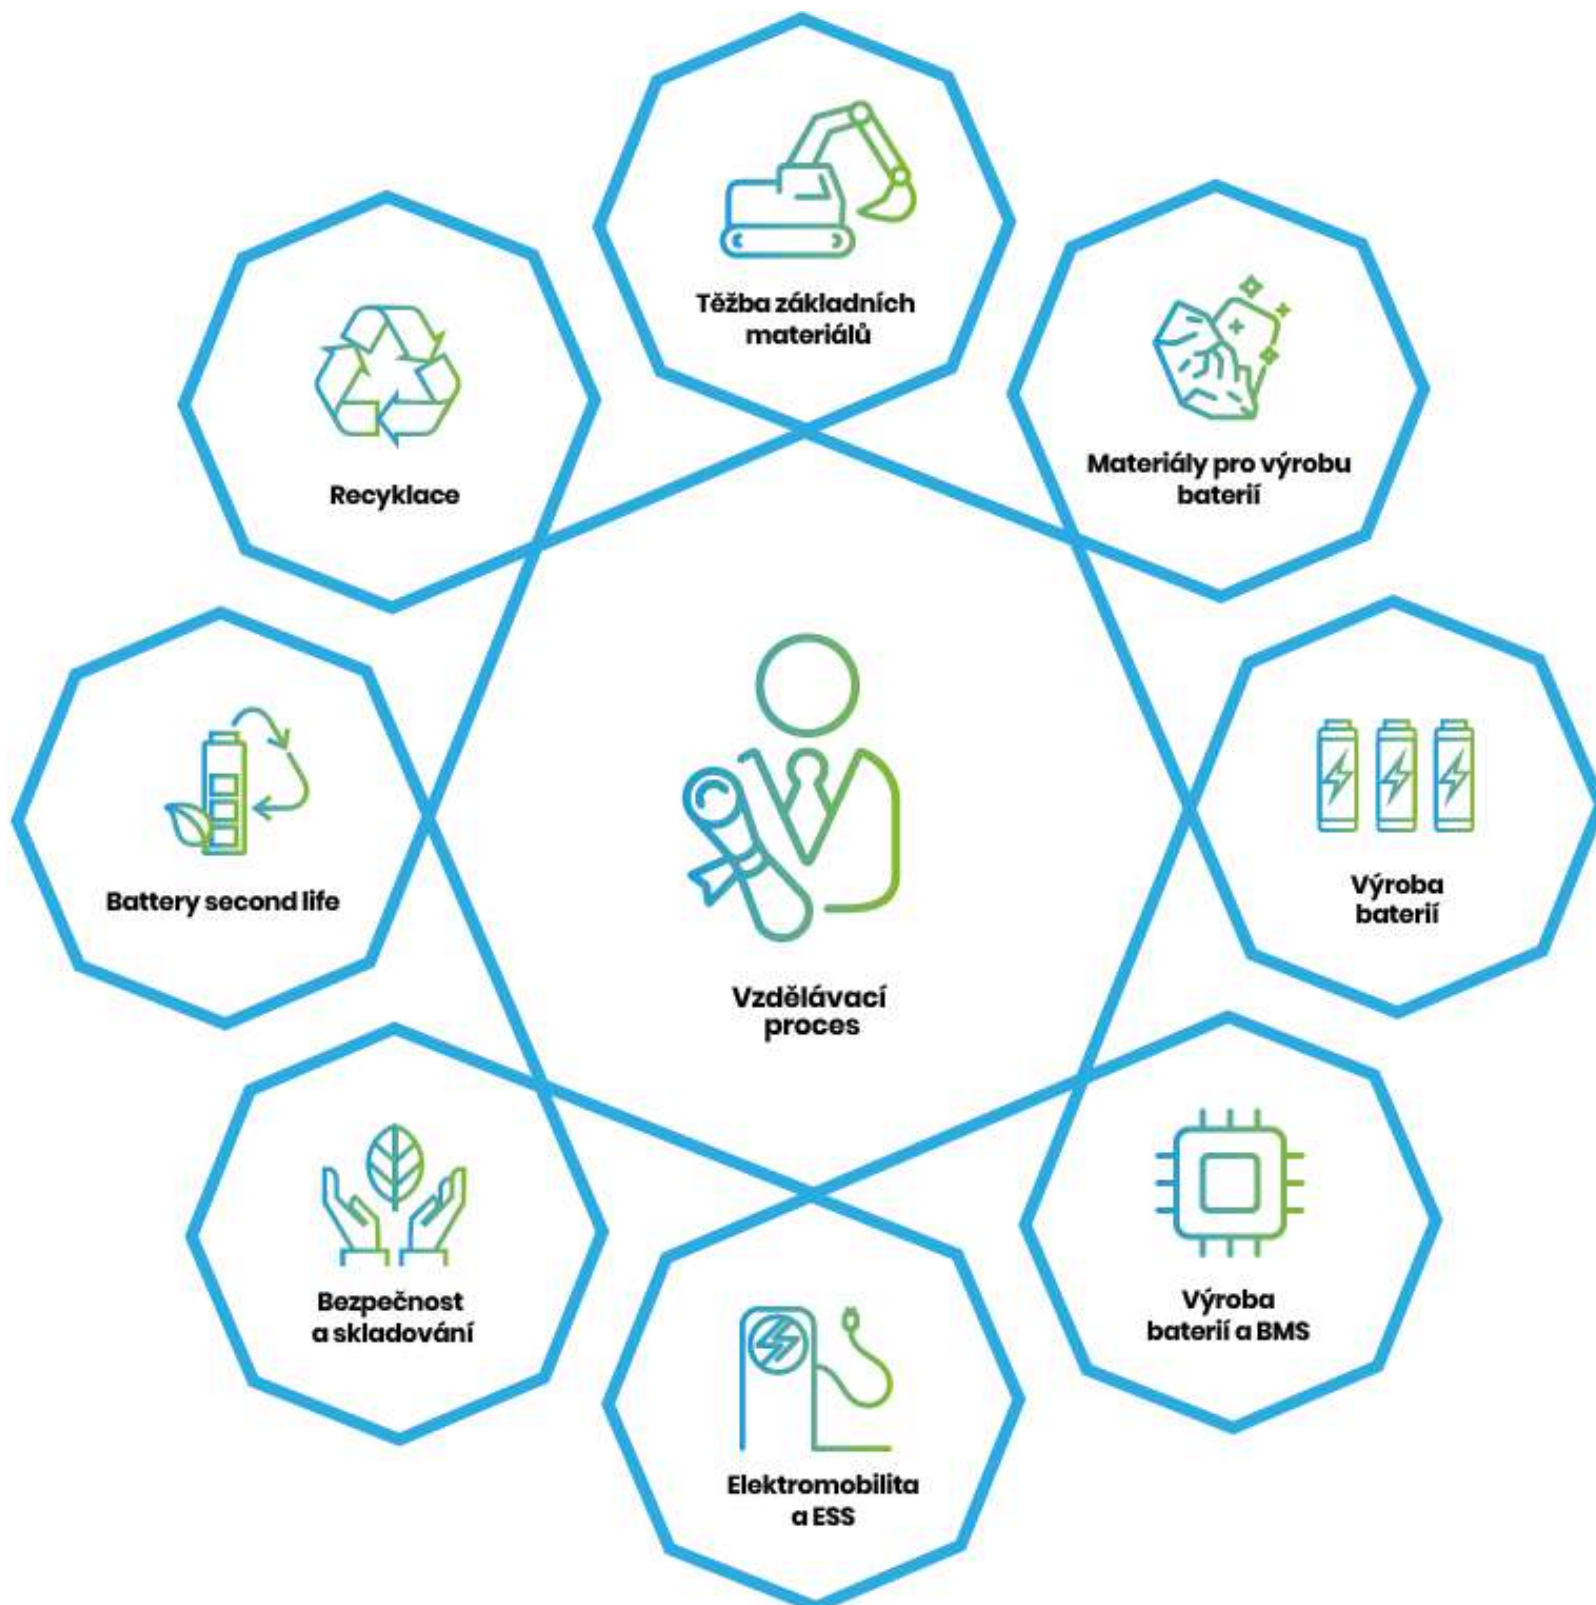 Těžba základních
materiálů
Materiály pro výrobu
baterií
Výroba
baterií
Výroba
baterií a BMS
Elektromobilita
a ESS
Bezpečnost
a skladování
Battery second life
Recyklace
Vzdělávací
proces